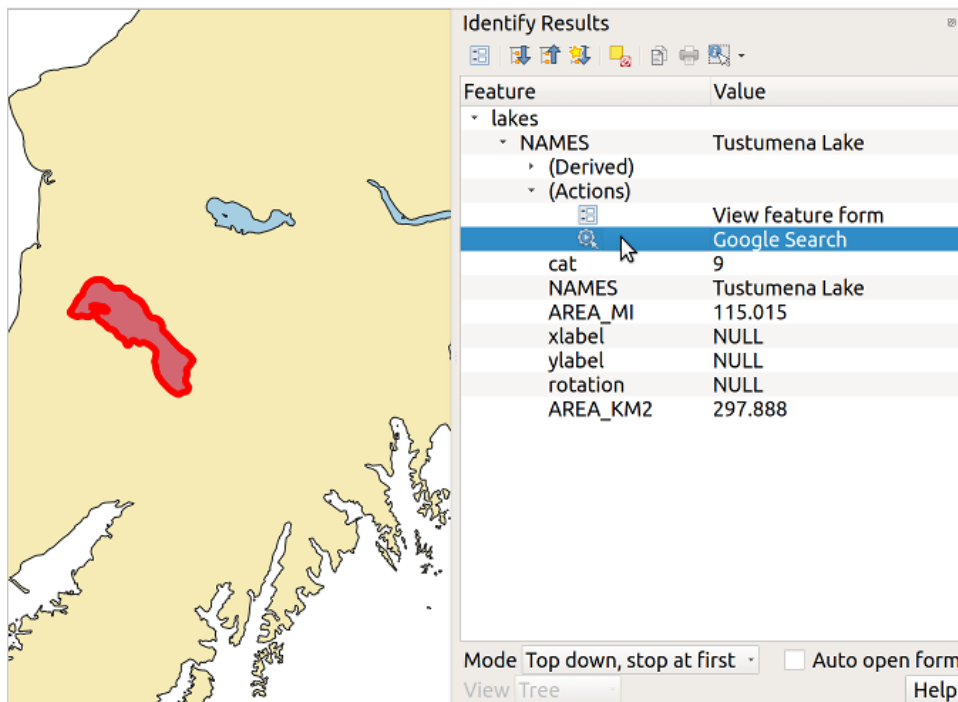 Identify Results
Feature Value
lakes
NAMES Tustumena Lake
(Derived)
(Actions)
View feature form
Google Search
cat 9
NAMES Tustumena Lake
AREA_MI 115.015
xlabel NULL
ylabel NULL
rotation NULL
AREA_KM2 297.888
Mode Top down, stop at first Auto open form
View Tree Help